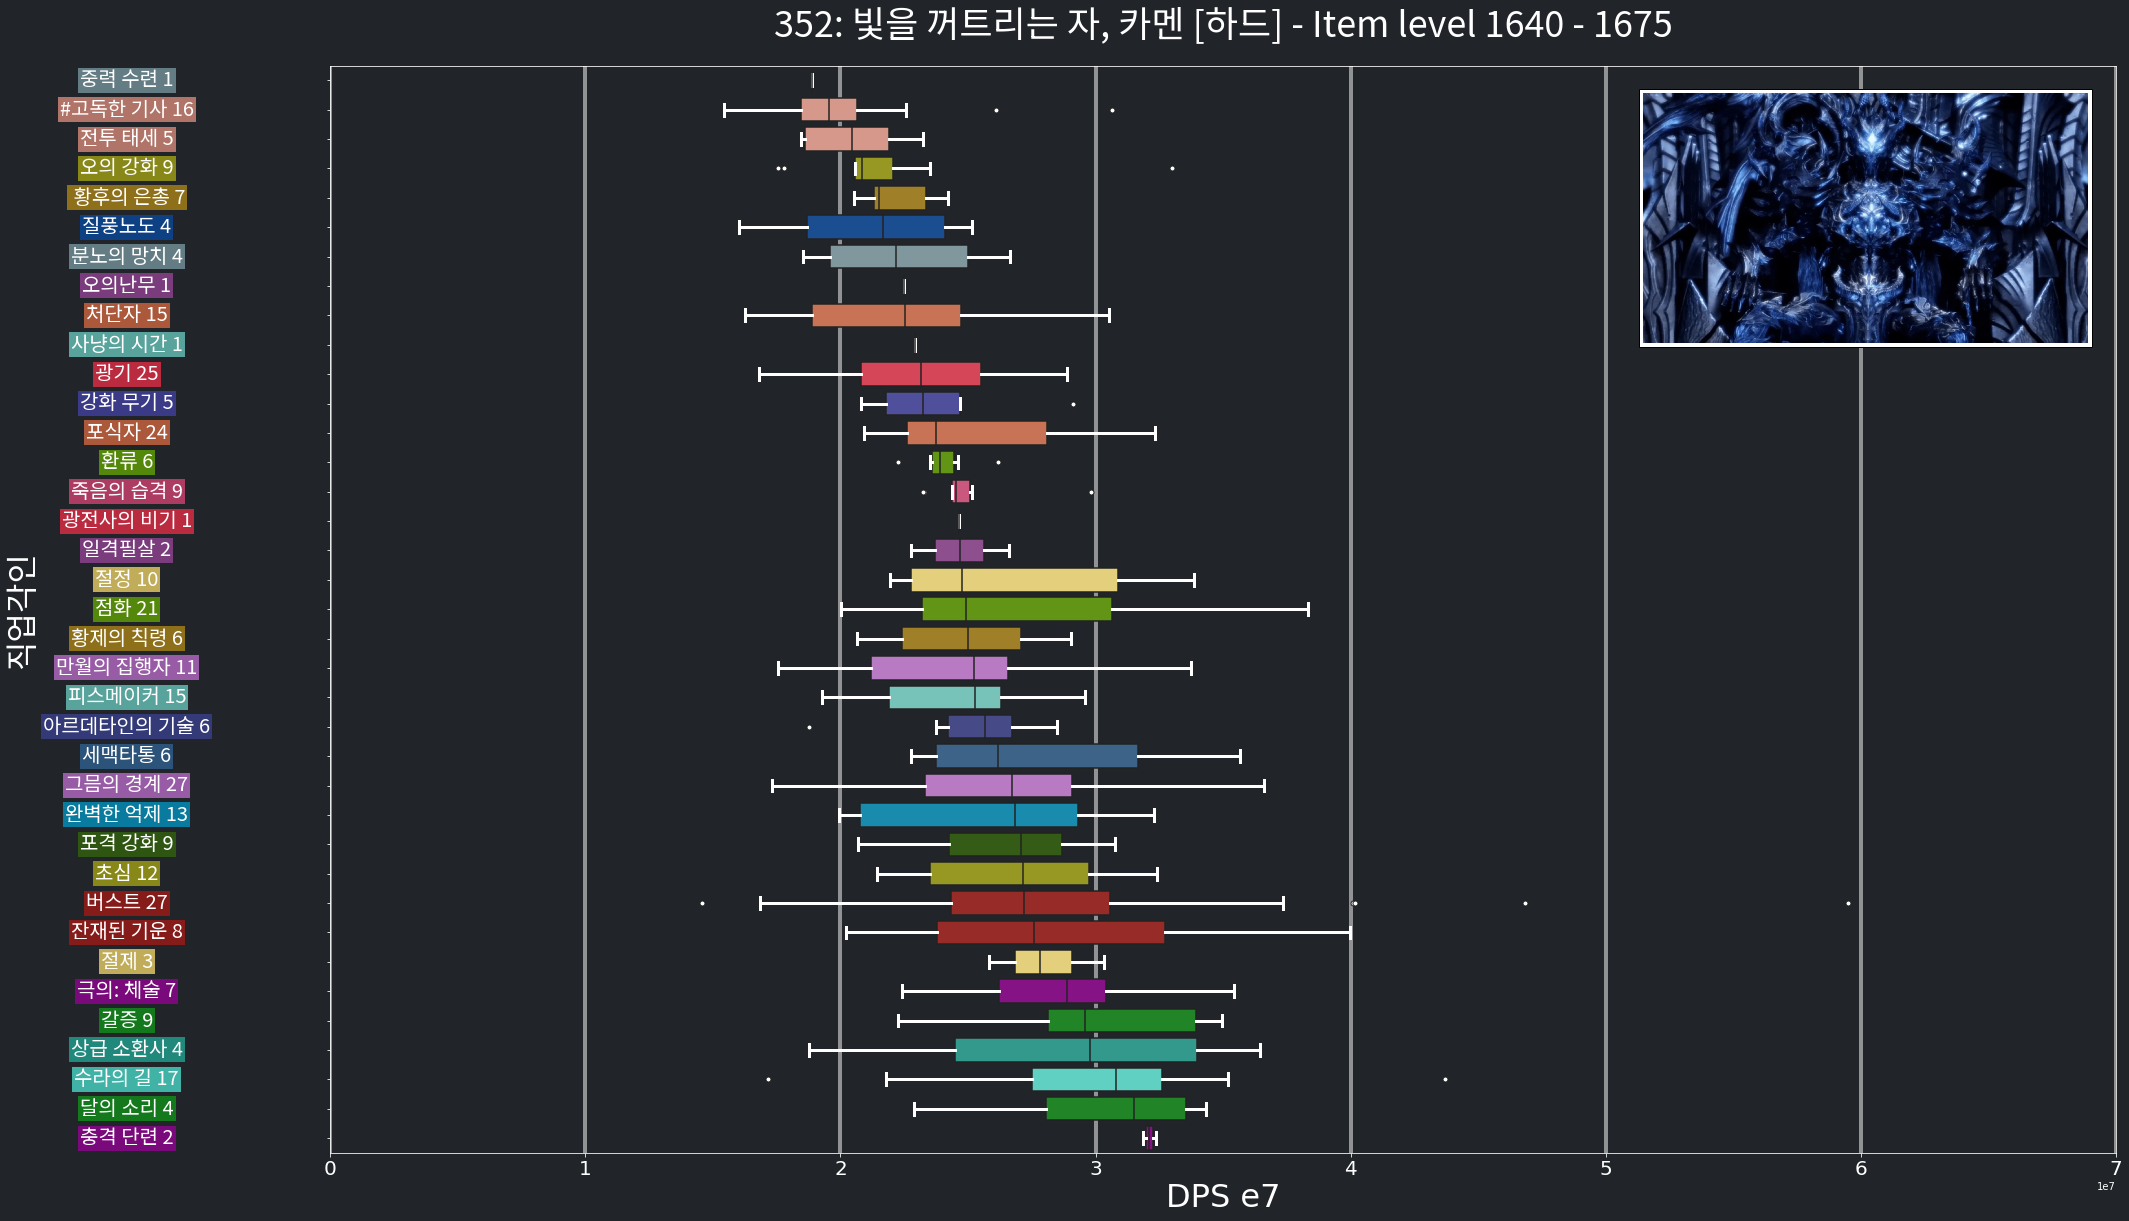 352: 빛을 꺼트리는 자, 카멘 [하드] - Item level 1640 - 1675
직업각인
중력 수련 1
#고독한 기사 16
전투 태세 5
오의 강화 9
황후의 은총 7
질풍노도 4
분노의 망치 4
오의난무 1
처단자 15
사냥의 시간 1
광기 25
강화 무기 5
포식자 24
환류 6
죽음의 습격 9
광전사의 비기 1
일격필살 2
절정 10
점화 21
황제의 칙령 6
만월의 집행자 11
피스메이커 15
아르데타인의 기술 6
세맥타통 6
그믐의 경계 27
완벽한 억제 13
포격 강화 9
초심 12
버스트 27
잔재된 기운 8
절제 3
극의: 체술 7
갈증 9
상급 소환사 4
수라의 길 17
달의 소리 4
충격 단련 2
0 1 2 3 4 5 6 7
1e7
DPS e7